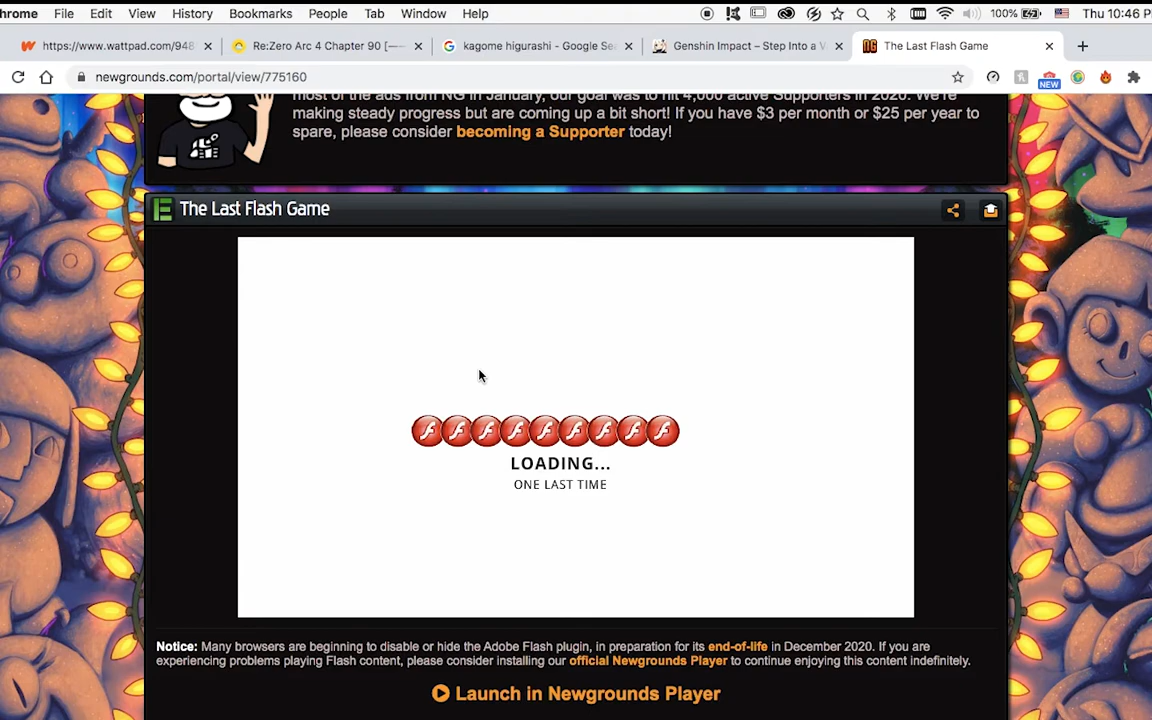 hrome File Edit View History Bookmarks People Tab Window Help 100% Thu 10:46 P
https://www.wattpad.com/948 Re:Zero Arc 4 Chapter 90 [—— kagome higurashi - Google Se Genshin Impact – Step Into a V NG The Last Flash Game
newgrounds.com/portal/view/775160 NEW
most of the ads from NG in January, our goal was to hit 4,000 active Supporters in 2020. We're
making steady progress but are coming up a bit short! If you have $3 per month or $25 per year to
spare, please consider becoming a Supporter today!
E The Last Flash Game
LOADING...
ONE LAST TIME
Notice: Many browsers are beginning to disable or hide the Adobe Flash plugin, in preparation for its end-of-life in December 2020. If you are
experiencing problems playing Flash content, please consider installing our official Newgrounds Player to continue enjoying this content indefinitely.
Launch in Newgrounds Player